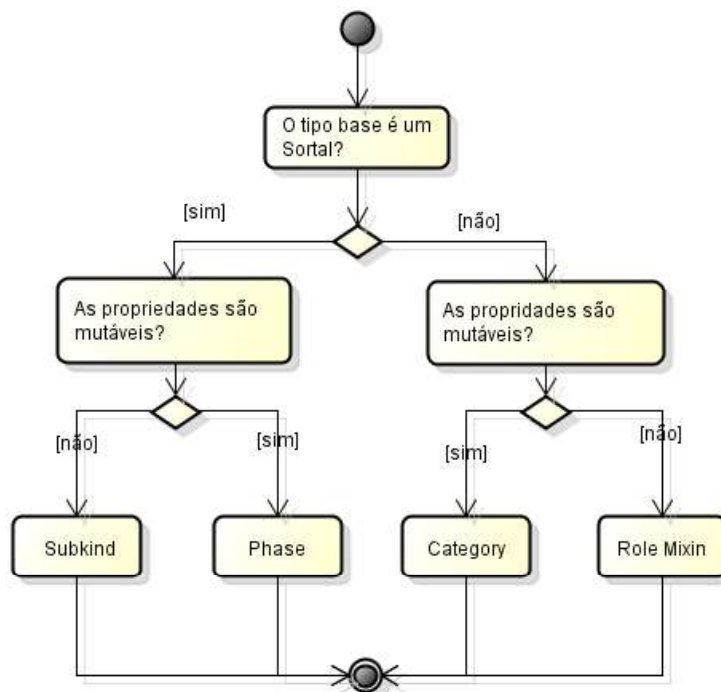 O tipo base é um
Sortal?
[sim]
[não]
As propriedades são
mutáveis?
As propridades são
mutáveis?
[não]
[sim]
[sim]
[não]
Subkind
Phase
Category
Role Mixin